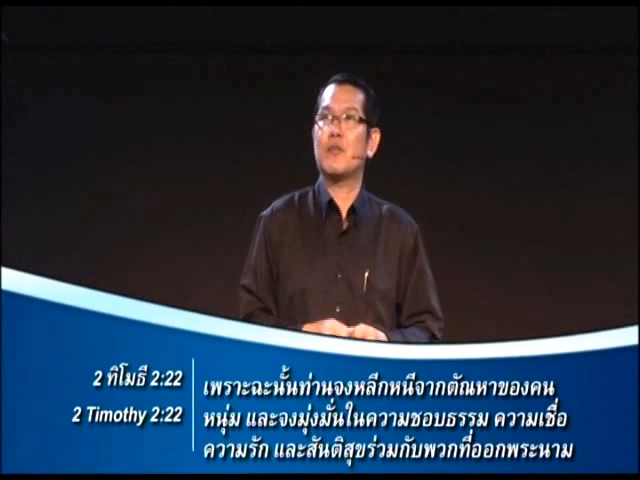 2 ทิโมธี 2:22
2 Timothy 2:22
เพราะฉะนั้นท่านจงหลีกหนีจากตัณหาของคน
หนุ่ม และจงมุ่งมั่นในความชอบธรรม ความเชื่อ
ความรัก และสันติสุขร่วมกับพวกที่ออกพระนาม